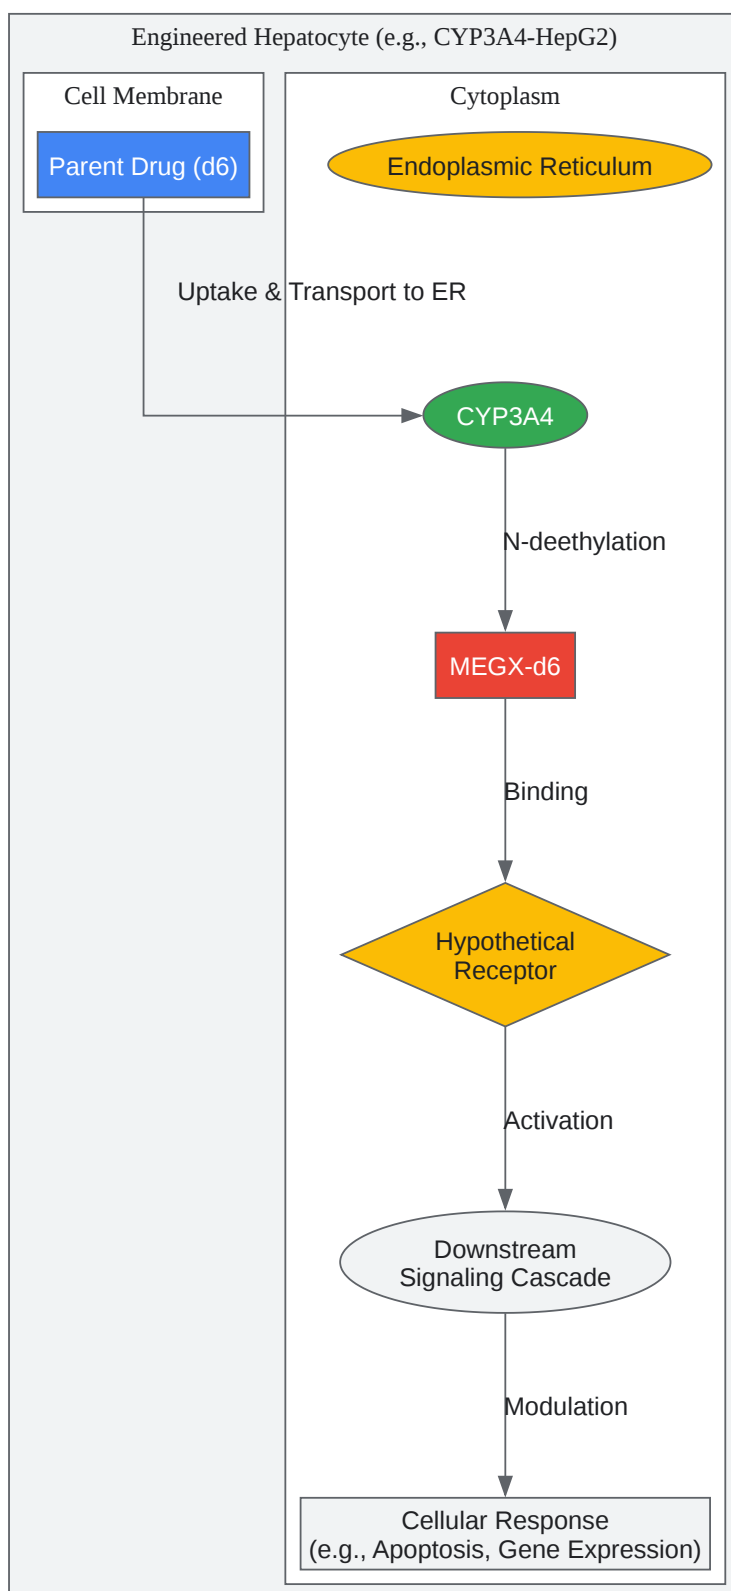 Engineered Hepatocyte (e.g., CYP3A4-HepG2)
Cell Membrane
Cytoplasm
Parent Drug (d6)
Endoplasmic Reticulum
Uptake & Transport to ER
CYP3A4
N-deethylation
MEGX-d6
Binding
Hypothetical
Receptor
Activation
Downstream
Signaling Cascade
Modulation
Cellular Response
(e.g., Apoptosis, Gene Expression)